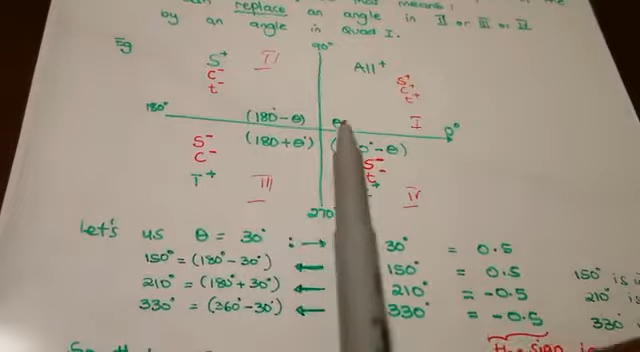 can replace an angle in II or III or IV
by an angle in Quad I.
Eg
90°
S+ II All+
C- S+
t- C+
t+
180° (180°-θ) θ I 0°
S- (180+θ°) °-θ)
C- S-
t-
T+ III IV
270
Let's us θ = 30° : → 30° = 0.5
150° = (180°-30°) ← 150° = 0.5 150° is
210° = (180°+30°) ← 210° = -0.5 210° is
330° = (360°-30°) ← 330° = -0.5 330°
sign